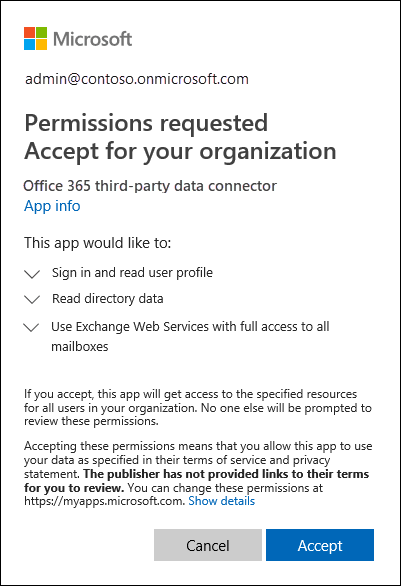 Microsoft
admin@contoso.onmicrosoft.com
Permissions requested
Accept for your organization
Office 365 third-party data connector
App info
This app would like to:
Sign in and read user profile
Read directory data
Use Exchange Web Services with full access to all
mailboxes
If you accept, this app will get access to the specified resources
for all users in your organization. No one else will be prompted to
review these permissions.
Accepting these permissions means that you allow this app to use
your data as specified in their terms of service and privacy
statement. The publisher has not provided links to their terms
for you to review. You can change these permissions at
https://myapps.microsoft.com. Show details
Cancel
Accept